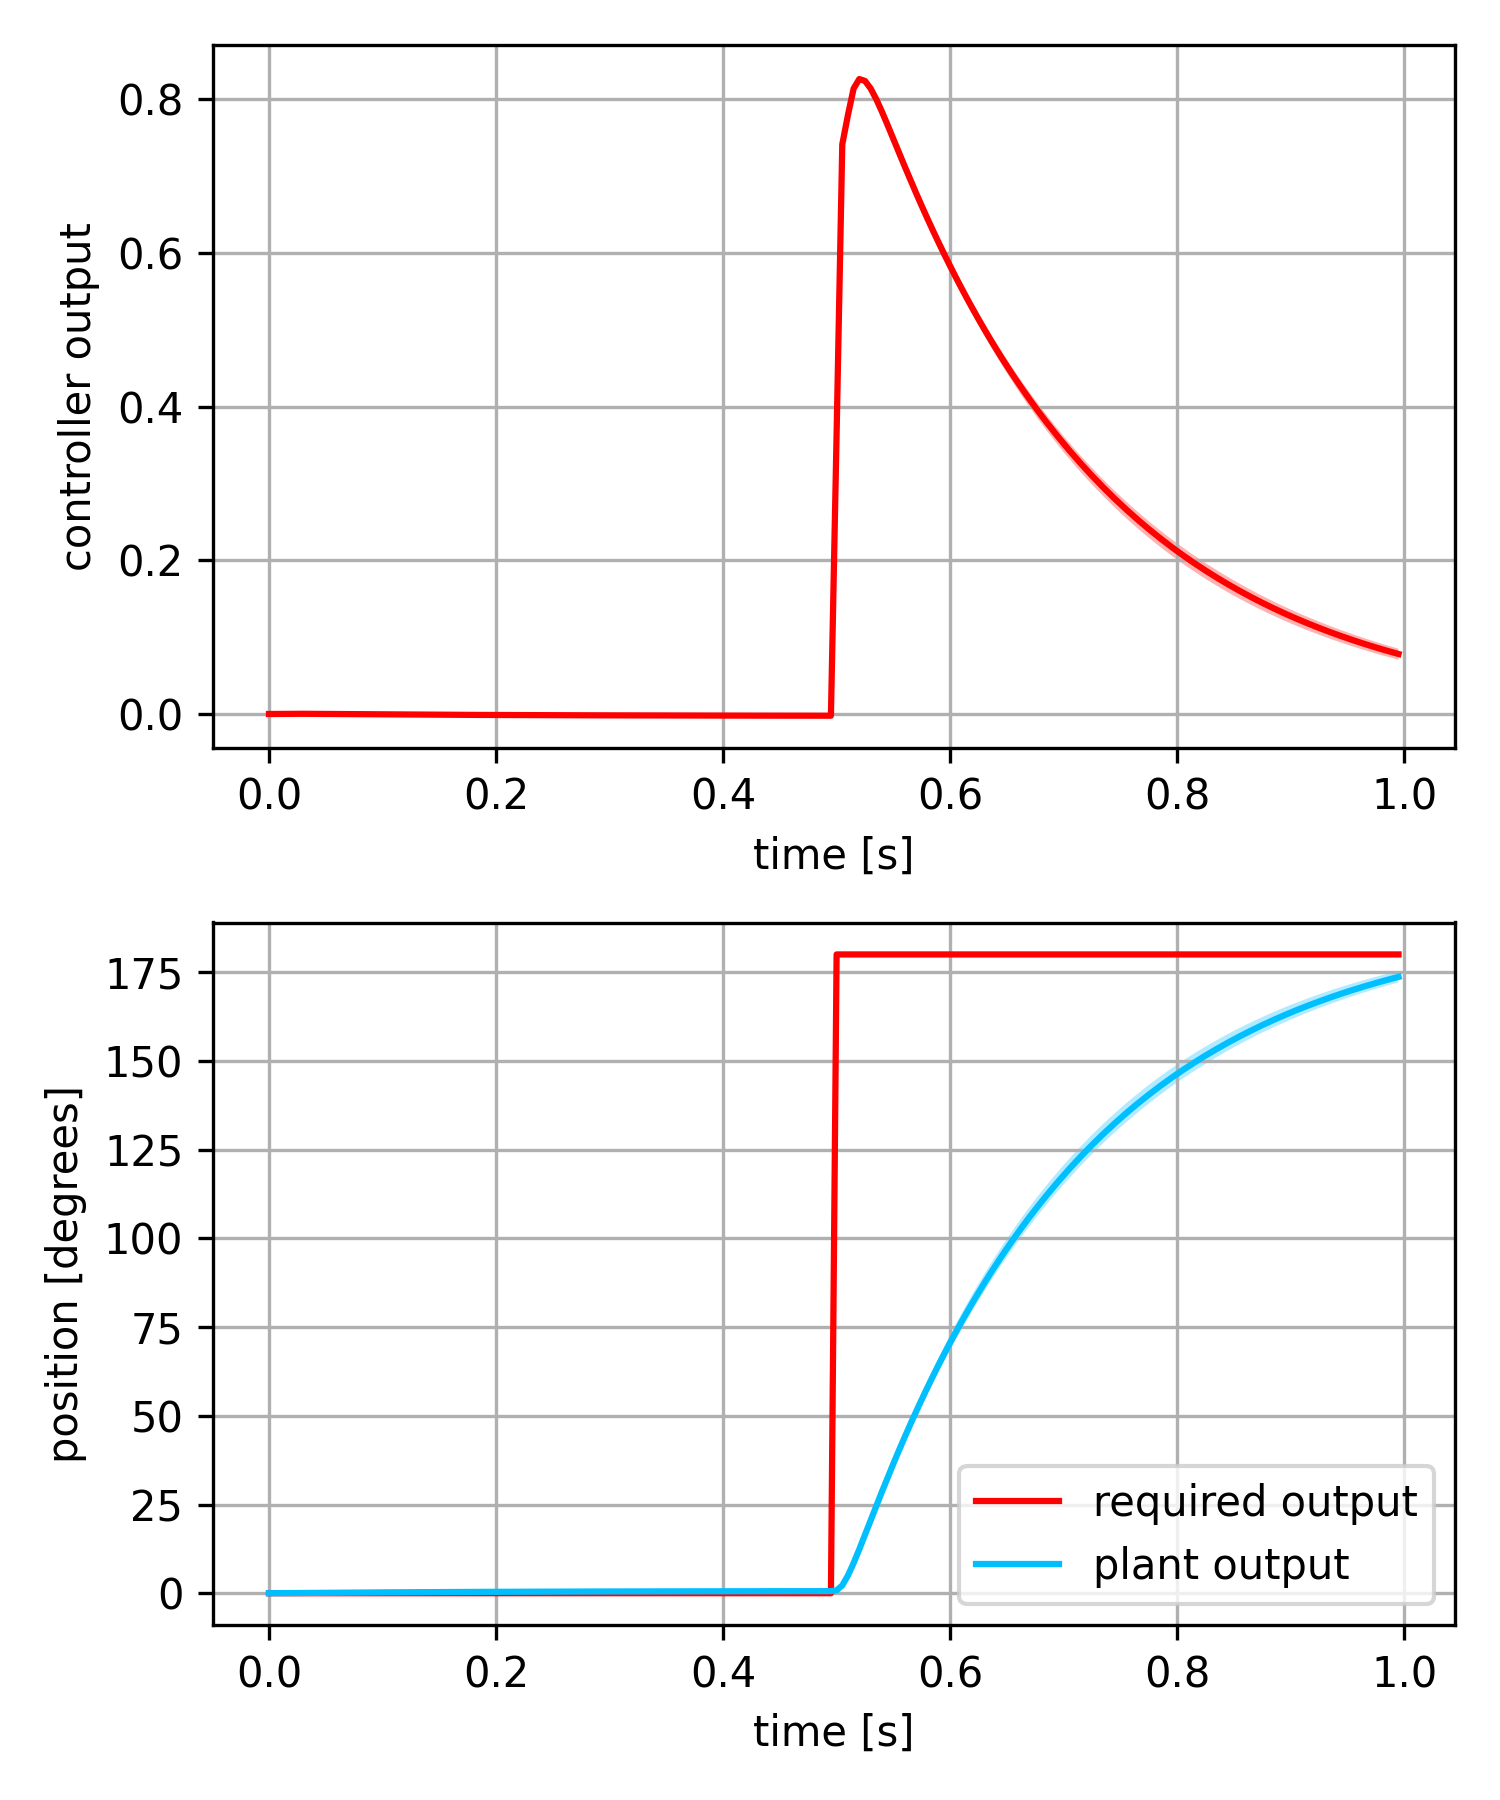 0.8
0.6
0.4
0.2
0.0
controller output
0.0 0.2 0.4 0.6 0.8 1.0
time [s]
175
150
125
100
75
50
25
0
position [degrees]
required output
plant output
0.0 0.2 0.4 0.6 0.8 1.0
time [s]